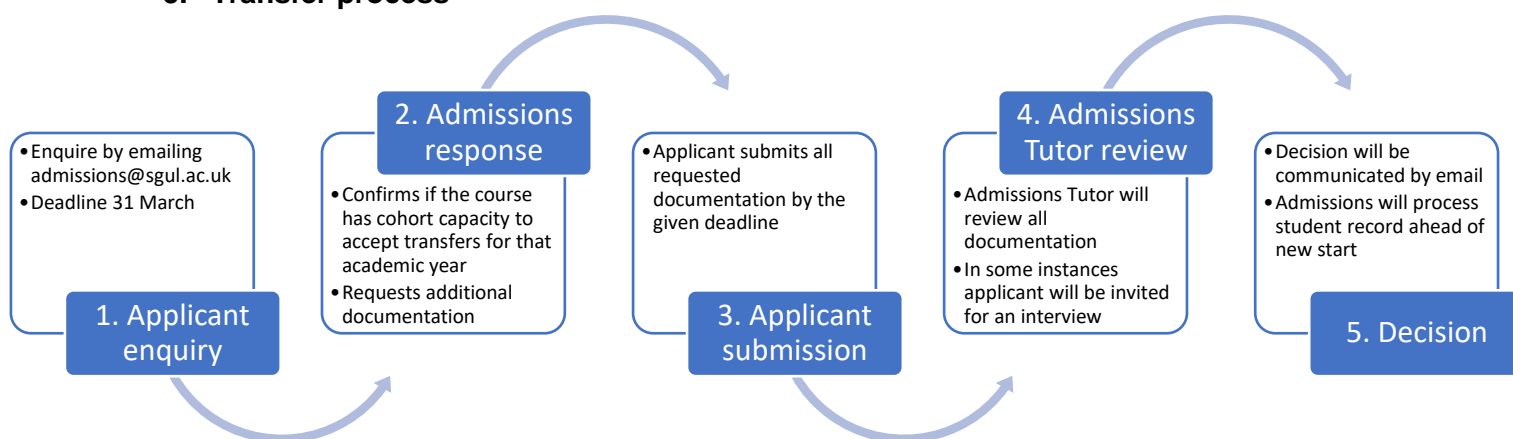 Transfer process
• Enquire by emailing
admissions@sgul.ac.uk
• Deadline 31 March
1. Applicant
enquiry
2. Admissions
response
• Confirms if the course
has cohort capacity to
accept transfers for that
academic year
• Requests additional
documentation
• Applicant submits all
requested
documentation by the
given deadline
3. Applicant
submission
4. Admissions
Tutor review
• Admissions Tutor will
review all
documentation
• In some instances
applicant will be invited
for an interview
• Decision will be
communicated by email
• Admissions will process
student record ahead of
new start
5. Decision